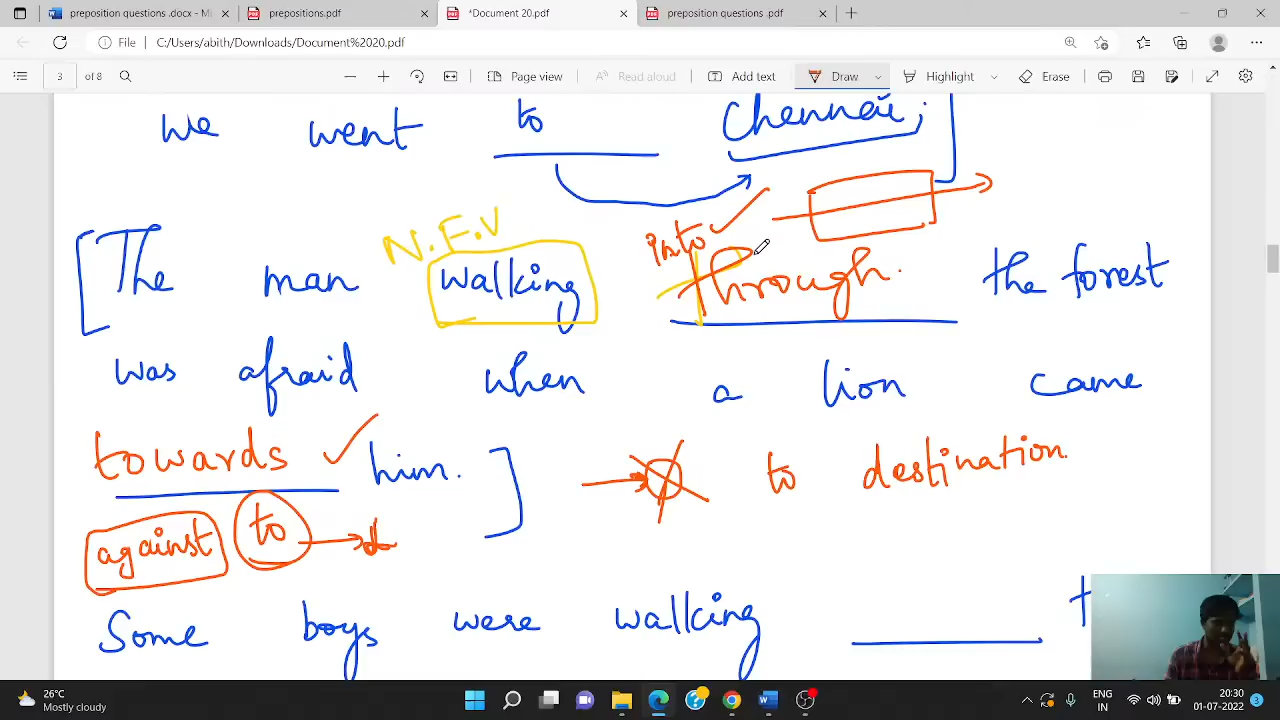 preposition questions .docx - Mi
prepositions.pdf
*Document 20.pdf
preposition questions .pdf
File
C:/Users/abith/Downloads/Document%2020.pdf
3 of 8
Page view
Read aloud
Add text
Draw
Highlight
Erase
we went to Chennai;
N.F.V
into
The man walking through. the forrest
was afraid when a lion came
towards him.
to destination.
against to
Some boys were walking
26°C
Mostly cloudy
ENG
IN
20:30
01-07-2022
3